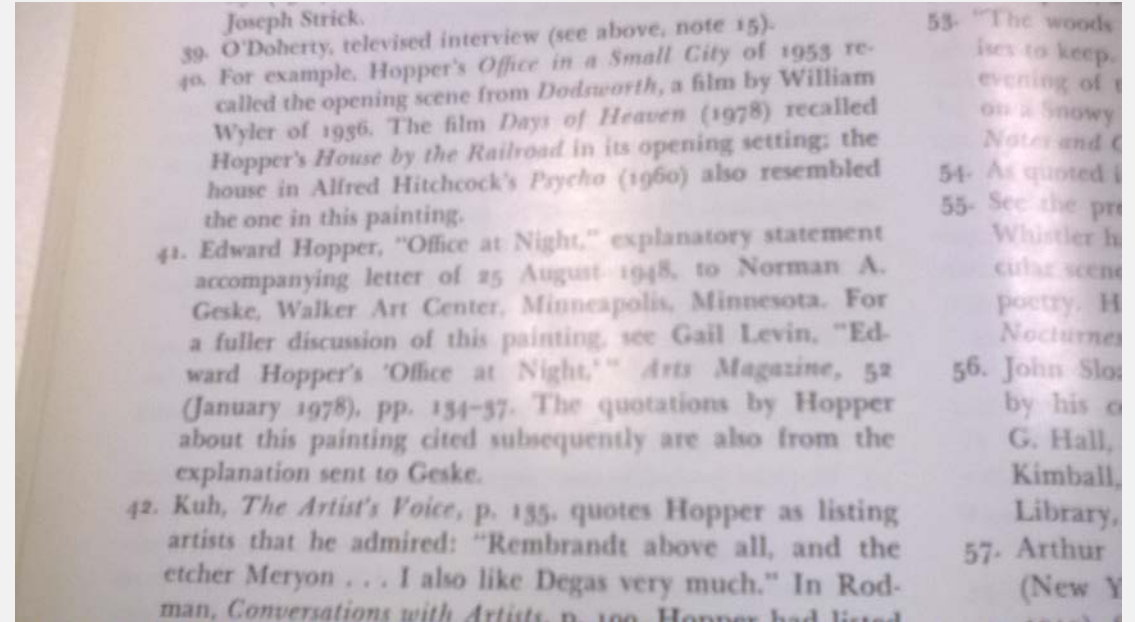 Joseph Strick.
39. O'Doherty, televised interview (see above, note 15).
40. For example, Hopper's Office in a Small City of 1953 re-
called the opening scene from Dodsworth, a film by William
Wyler of 1936. The film Days of Heaven (1978) recalled
Hopper's House by the Railroad in its opening setting; the
house in Alfred Hitchcock's Psycho (1960) also resembled
the one in this painting.
41. Edward Hopper, "Office at Night," explanatory statement
accompanying letter of 25 August 1948, to Norman A.
Geske, Walker Art Center, Minneapolis, Minnesota. For
a fuller discussion of this painting, see Gail Levin, "Ed-
ward Hopper's 'Office at Night,'" Arts Magazine, 52
(January 1978), pp. 134–37. The quotations by Hopper
about this painting cited subsequently are also from the
explanation sent to Geske.
42. Kuh, The Artist's Voice, p. 135, quotes Hopper as listing
artists that he admired: "Rembrandt above all, and the
etcher Meryon . . . I also like Degas very much." In Rod-
man, Conversations with Artists, p. 199, Hopper had listed
53. "The woods
ises to keep,
evening of
on a Snowy
Notes and
54. As quoted
55. See the
Whistler
cular scene
poetry. H
Nocturnes
56. John
by his
G. Hall,
Kimball,
Library,
57. Arthur
(New Y